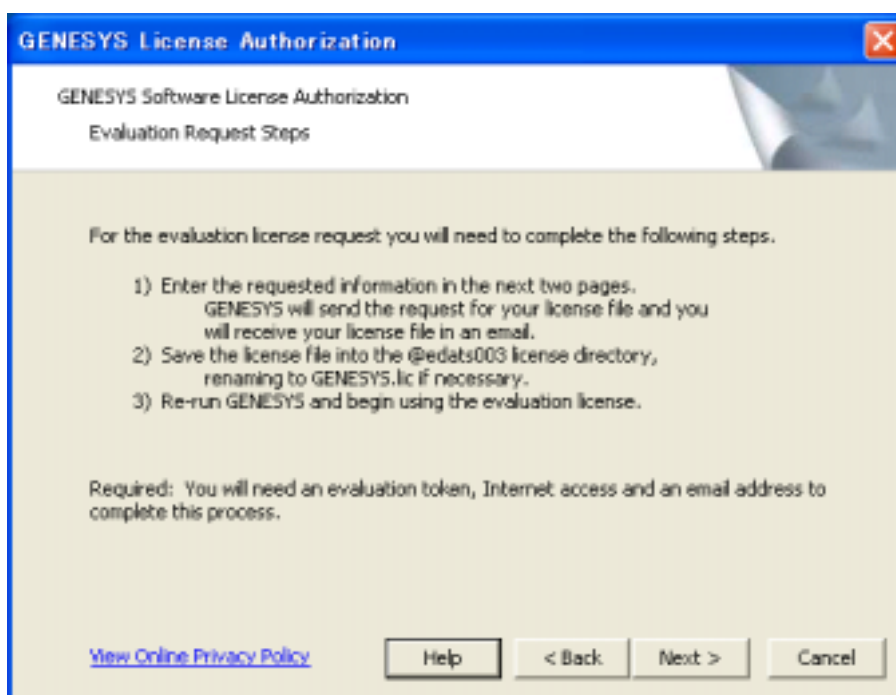 GENESYS License Authorization
GENESYS Software License Authorization
Evaluation Request Steps
For the evaluation license request you will need to complete the following steps.
1) Enter the requested information in the next two pages.
GENESYS will send the request for your license file and you
will receive your license file in an email.
2) Save the license file into the @edats003 license directory,
renaming to GENESYS.lic if necessary.
3) Re-run GENESYS and begin using the evaluation license.
Required: You will need an evaluation token, Internet access and an email address to
complete this process.
View Online Privacy Policy
Help
< Back
Next >
Cancel